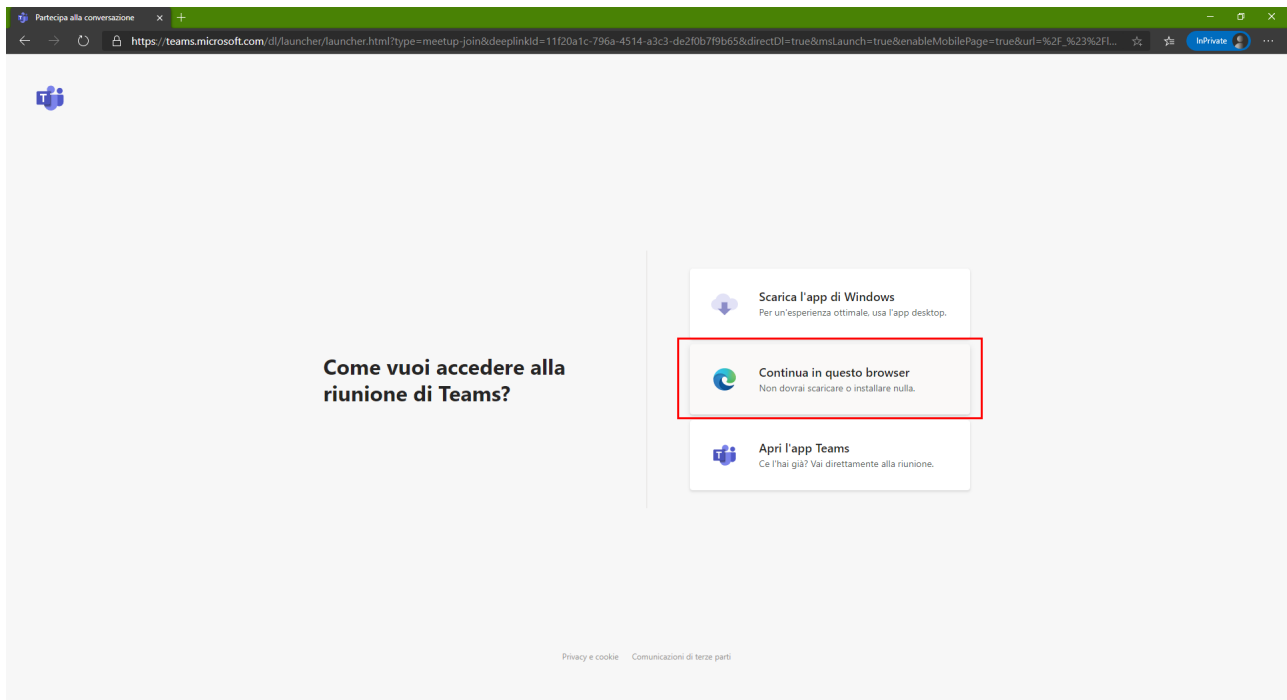 Partecipa alla conversazione
https://teams.microsoft.com/dl/launcher/launcher.html?type=meetup-join&deeplinkId=11f20a1c-796a-4514-a3c3-de2f0b7f9b65&directDl=true&msLaunch=true&enableMobilePage=true&url=%2F_%23%2Fl...
InPrivate
Come vuoi accedere alla
riunione di Teams?
Scarica l'app di Windows
Per un'esperienza ottimale, usa l'app desktop.
Continua in questo browser
Non dovrai scaricare o installare nulla.
Apri l'app Teams
Ce l'hai già? Vai direttamente alla riunione.
Privacy e cookie Comunicazioni di terze parti